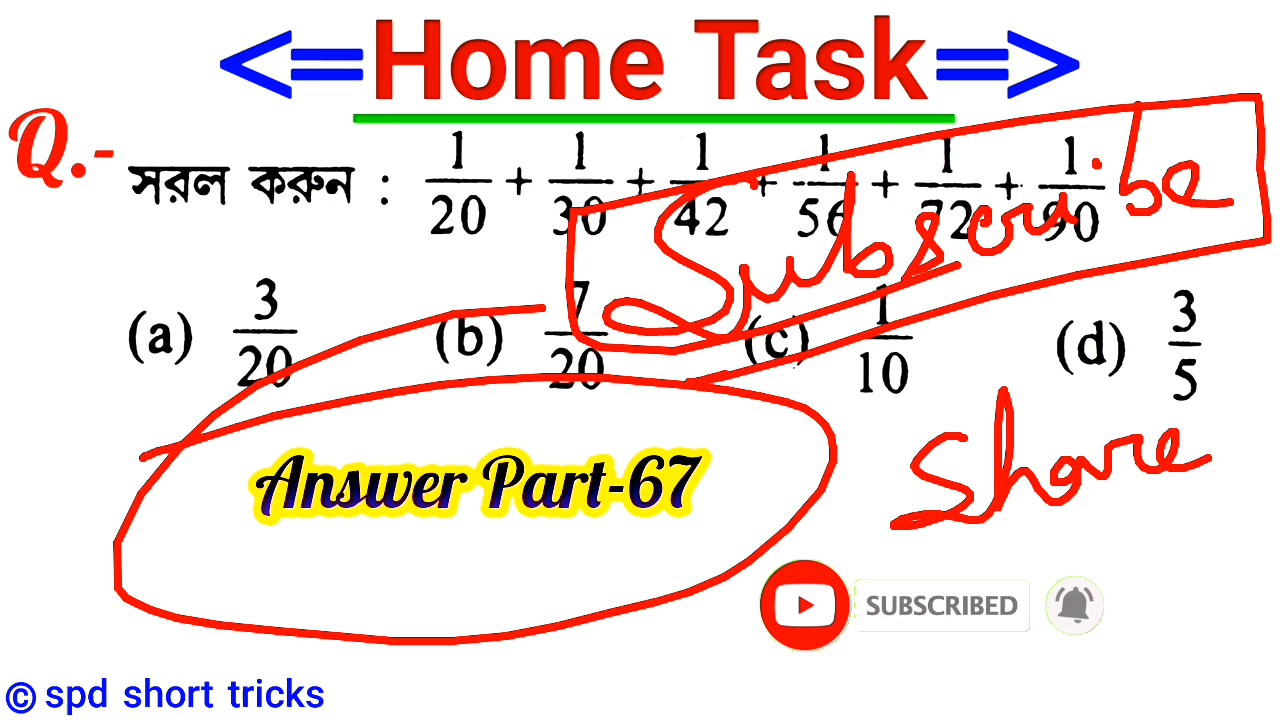 <=Home Task=>
Q.- সরল করুন : 1/20 + 1/30 + 1/42 + 1/56 + 1/72 + 1/90
Subscribe
(a) 3/20 (b) 7/20 (c) 1/10 (d) 3/5
Share
Answer Part-67
SUBSCRIBED
© spd short tricks